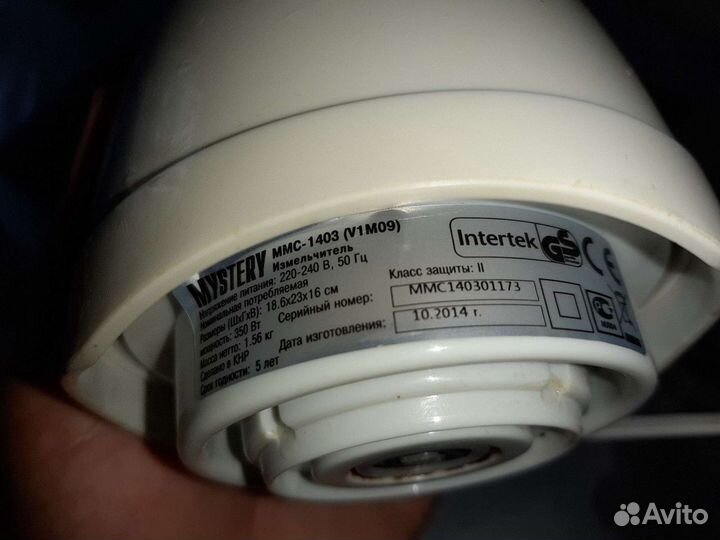 MYSTERY
MMC-1403 (V1M09)
Измельчитель
Напряжение питания: 220-240 В, 50 Гц
Номинальная потребляемая
Размеры (ШхГхВ): 18.6x23x16 см
мощность: 350 Вт
Масса нетто: 1.56 кг
Сделано в КНР
Срок годности: 5 лет
Intertek
GS
CE
Класс защиты: II
Серийный номер:
MMC140301173
Дата изготовления:
10.2014 г.
Avito